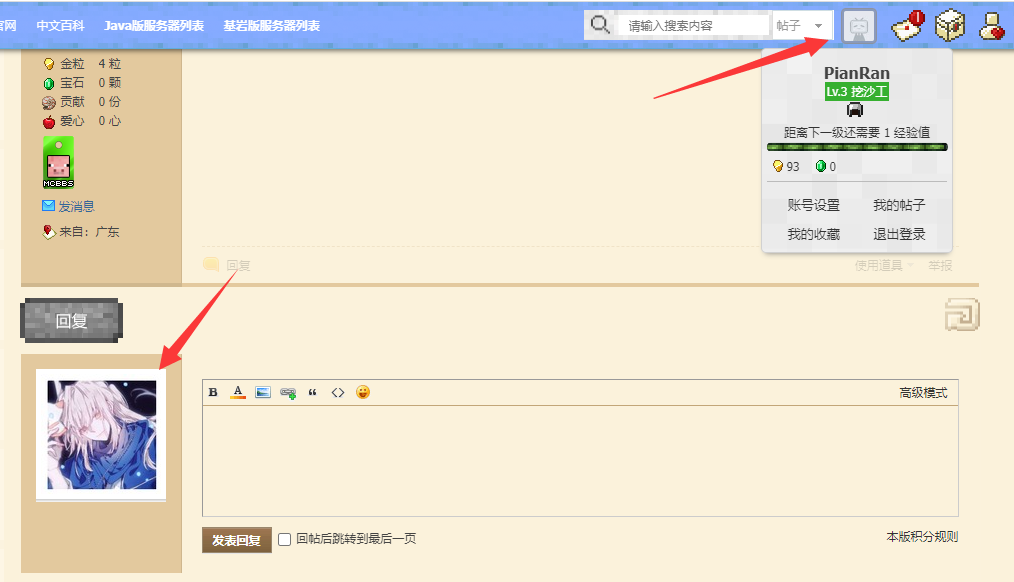 官网 中文百科 Java版服务器列表 基岩版服务器列表 请输入搜索内容 帖子
金粒 4 粒
宝石 0 颗
贡献 0 份
爱心 0 心
MCBBS
发消息
来自：广东
PianRan
Lv.3 挖沙工
距离下一级还需要 1 经验值
93 0
账号设置 我的帖子
我的收藏 退出登录
回复 使用道具 举报
回复
B A “ <> 高级模式
发表回复 回帖后跳转到最后一页 本版积分规则